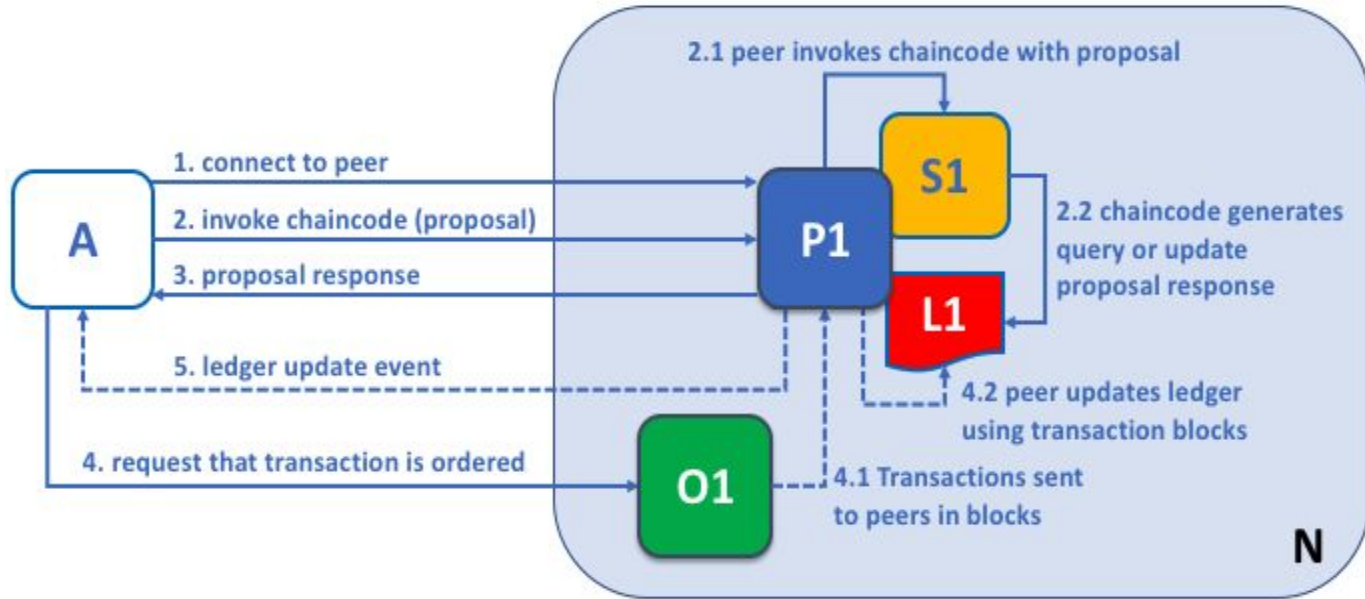 2.1 peer invokes chaincode with proposal
1. connect to peer
S1
A
2. invoke chaincode (proposal)
P1
2.2 chaincode generates
query or update
proposal response
3. proposal response
L1
5. ledger update event
4.2 peer updates ledger
using transaction blocks
4. request that transaction is ordered
O1
4.1 Transactions sent
to peers in blocks
N